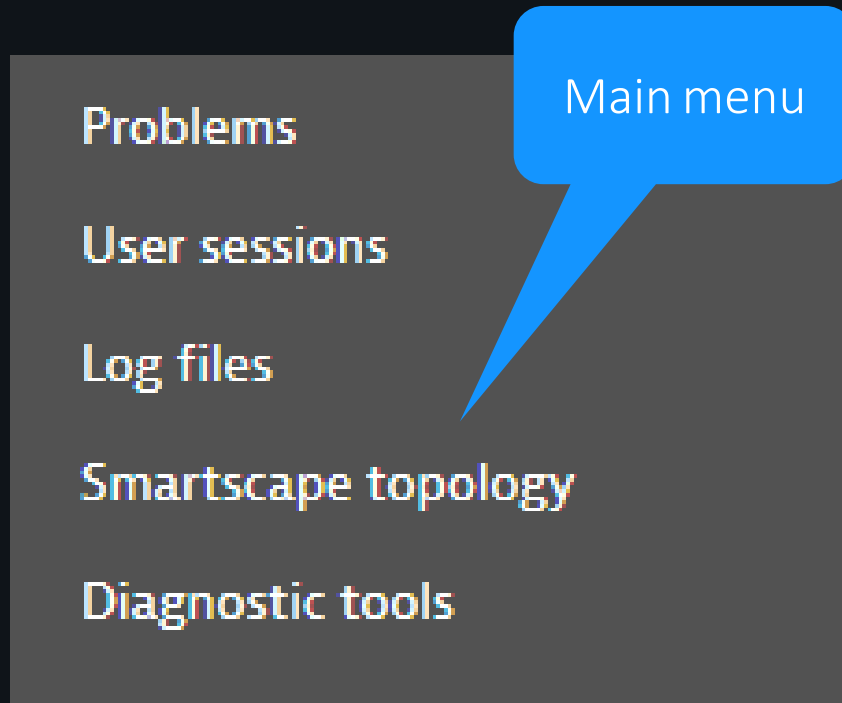 Main menu
Problems
User sessions
Log files
Smartscape topology
Diagnostic tools